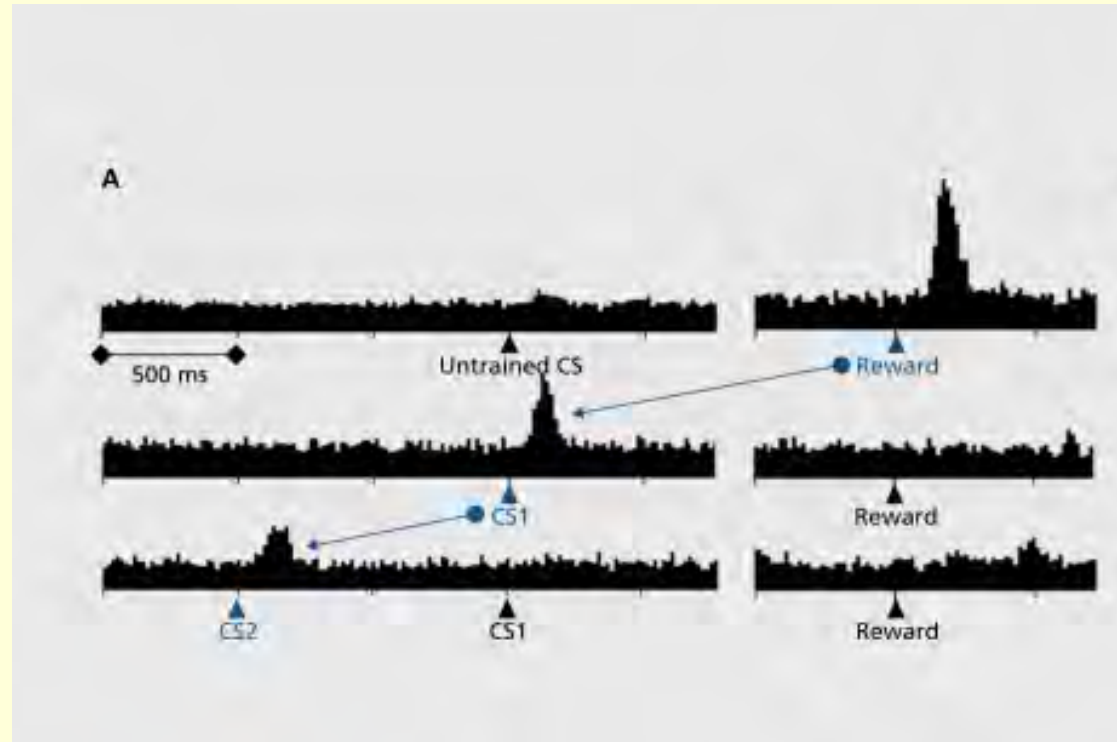 A
Untrained CS
Reward
500 ms
CS1
Reward
CS2
CS1
Reward